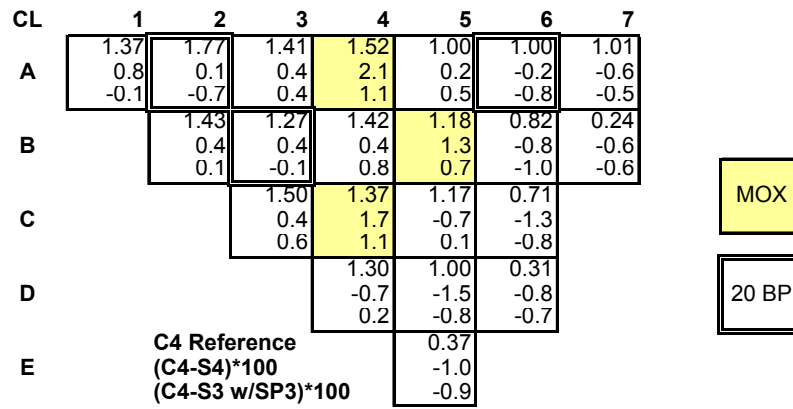 CL 1 2 3 4 5 6 7
1.37 1.77 1.41 1.52 1.00 1.00 1.01
A 0.8 0.1 0.4 2.1 0.2 -0.2 -0.6
-0.1 -0.7 0.4 1.1 0.5 -0.8 -0.5
1.43 1.27 1.42 1.18 0.82 0.24
B 0.4 0.4 0.4 1.3 -0.8 -0.6
0.1 -0.1 0.8 0.7 -1.0 -0.6
MOX
1.50 1.37 1.17 0.71
C 0.4 1.7 -0.7 -1.3
0.6 1.1 0.1 -0.8
1.30 1.00 0.31
D -0.7 -1.5 -0.8
0.2 -0.8 -0.7
20 BP
C4 Reference 0.37
E (C4-S4)*100 -1.0
(C4-S3 w/SP3)*100 -0.9